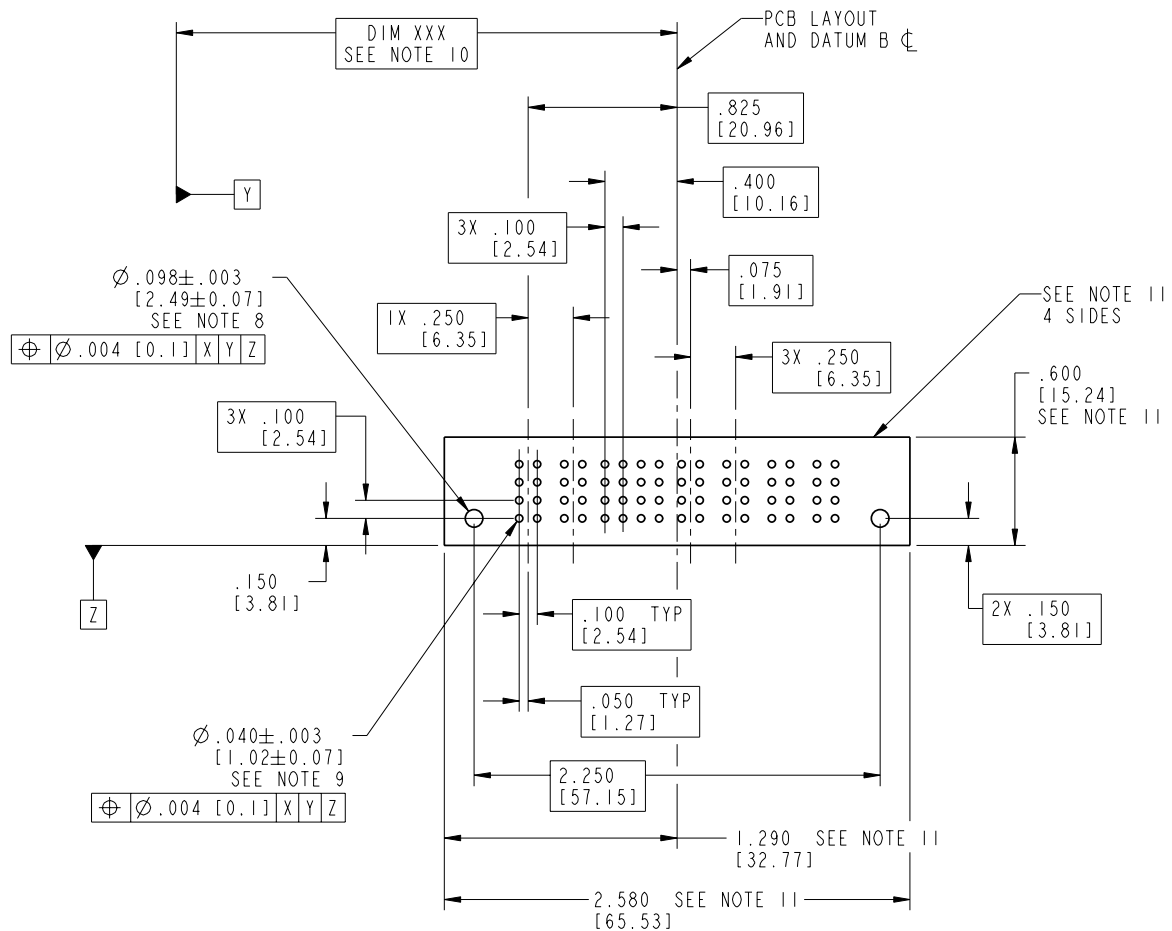 DIM XXX
SEE NOTE 10
PCB LAYOUT
AND DATUM B ℄
.825
[20.96]
Y
.400
[10.16]
3X .100
[2.54]
.075
[1.91]
Ø.098±.003
[2.49±0.07]
SEE NOTE 8
⌖ Ø.004 [0.1] X Y Z
1X .250
[6.35]
SEE NOTE 11
4 SIDES
3X .250
[6.35]
.600
[15.24]
SEE NOTE 11
3X .100
[2.54]
.150
[3.81]
Z
.100 TYP
[2.54]
2X .150
[3.81]
.050 TYP
[1.27]
Ø.040±.003
[1.02±0.07]
SEE NOTE 9
⌖ Ø.004 [0.1] X Y Z
2.250
[57.15]
1.290 SEE NOTE 11
[32.77]
2.580 SEE NOTE 11
[65.53]